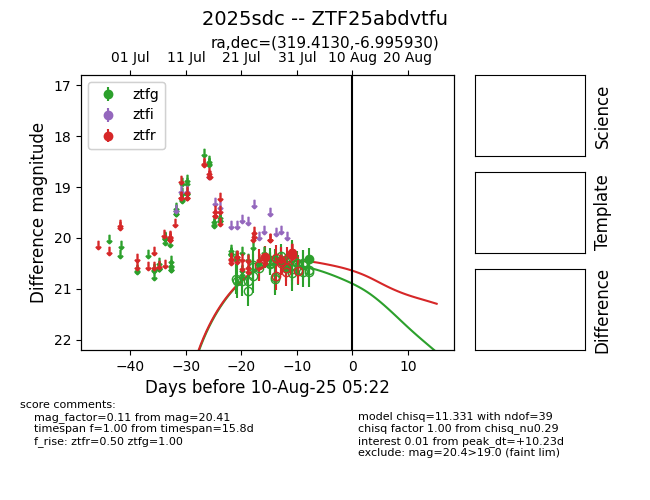 2025sdc -- ZTF25abdvtfu
ra,dec=(319.4130,-6.995930)
01 Jul 11 Jul 21 Jul 31 Jul 10 Aug 20 Aug
17
18
19
20
21
22
Difference magnitude
ztfg
ztfi
ztfr
−40 −30 −20 −10 0 10
Days before 10-Aug-25 05:22
Science
Template
Difference
score comments:
mag_factor=0.11 from mag=20.41
timespan f=1.00 from timespan=15.8d
f_rise: ztfr=0.50 ztfg=1.00
model chisq=11.331 with ndof=39
chisq factor 1.00 from chisq_nu0.29
interest 0.01 from peak_dt=+10.23d
exclude: mag=20.4>19.0 (faint lim)